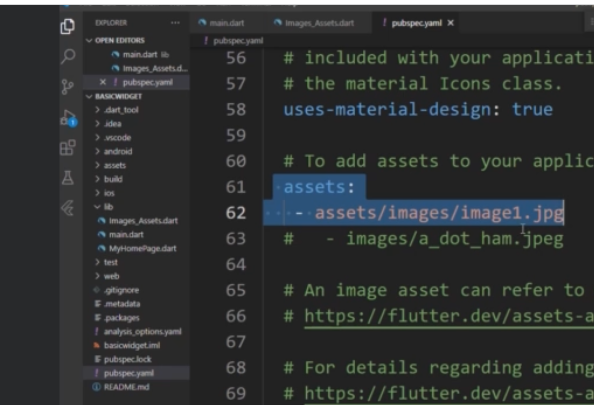 EXPLORER ...
OPEN EDITORS
main.dart lib
Images_Assets.d...
× ! pubspec.yaml
BASICWIDGET
.dart_tool
.idea
.vscode
android
assets
build
ios
lib
Images_Assets.dart
main.dart
MyHomePage.dart
test
web
.gitignore
.metadata
.packages
! analysis_options.yaml
basicwidget.iml
pubspec.lock
! pubspec.yaml
README.md
main.dart Images_Assets.dart ! pubspec.yaml ×
! pubspec.yaml
56 # included with your applicati
57 # the material Icons class.
58 uses-material-design: true
59
60 # To add assets to your applic
61 assets:
62 - assets/images/image1.jpg
63 # - images/a_dot_ham.jpeg
64
65 # An image asset can refer to
66 # https://flutter.dev/assets-a
67
68 # For details regarding adding
69 # https://flutter.dev/assets-a